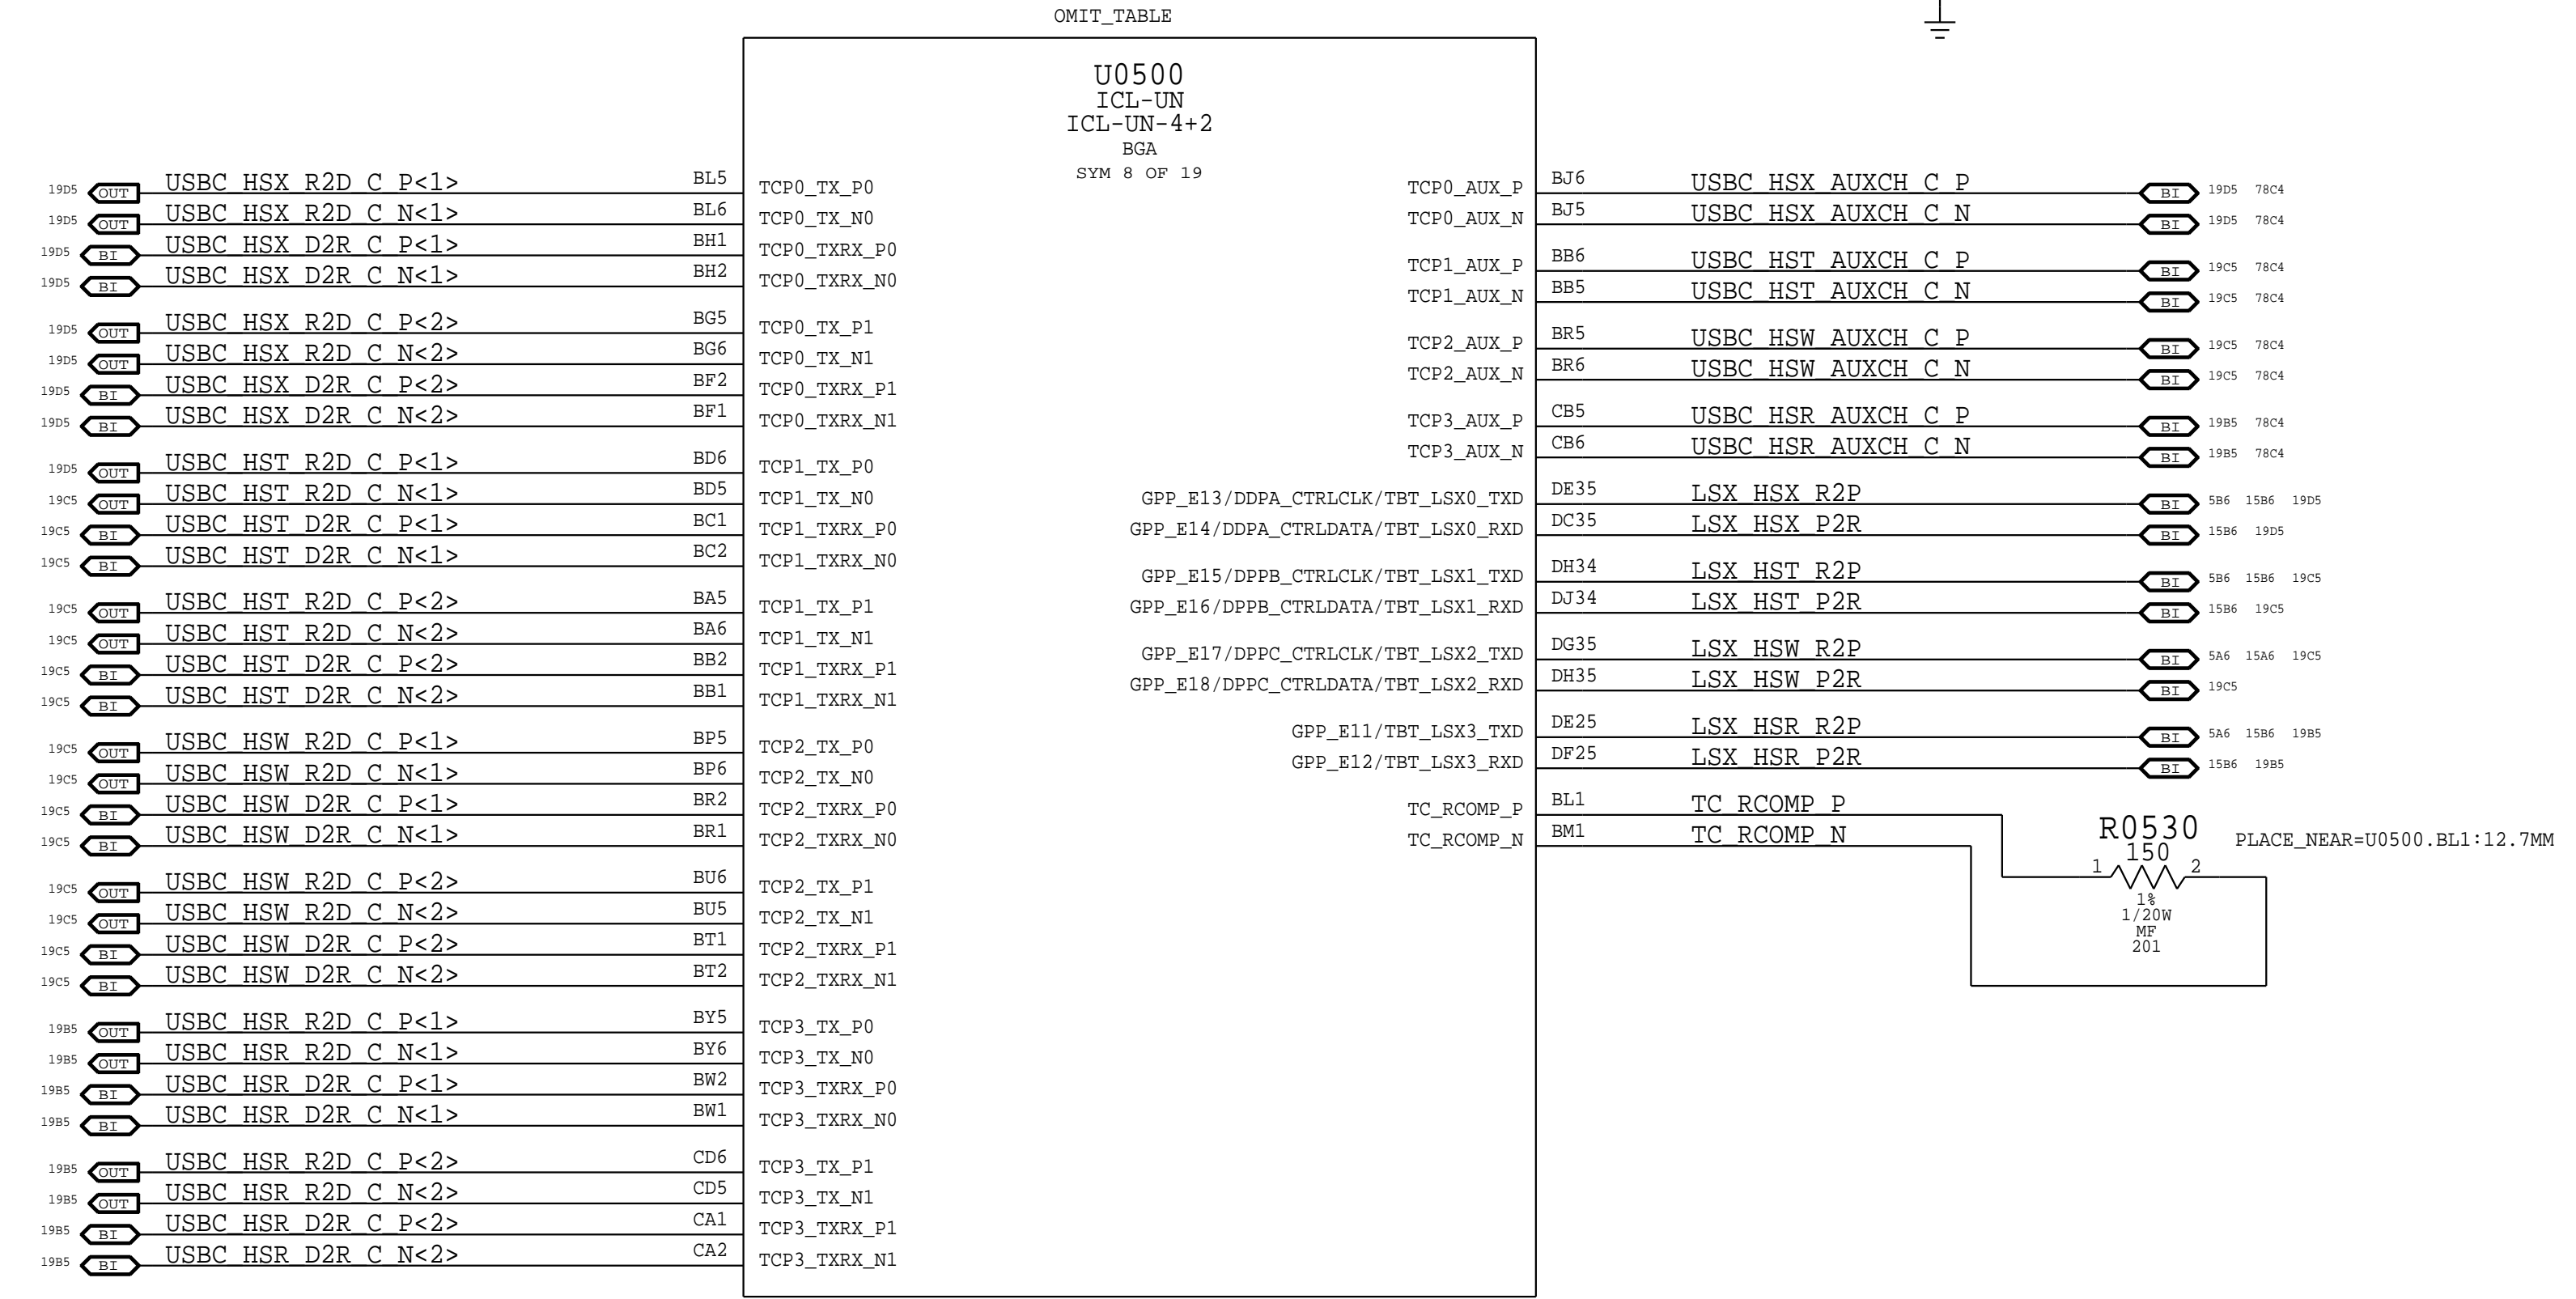 OMIT_TABLE
U0500
ICL-UN
ICL-UN-4+2
BGA
SYM 8 OF 19
19D5 OUT USBC_HSX_R2D_C_P<1> BL5 TCP0_TX_P0
19D5 OUT USBC_HSX_R2D_C_N<1> BL6 TCP0_TX_N0
19D5 BI USBC_HSX_D2R_C_P<1> BH1 TCP0_TXRX_P0
19D5 BI USBC_HSX_D2R_C_N<1> BH2 TCP0_TXRX_N0
19D5 OUT USBC_HSX_R2D_C_P<2> BG5 TCP0_TX_P1
19D5 OUT USBC_HSX_R2D_C_N<2> BG6 TCP0_TX_N1
19D5 BI USBC_HSX_D2R_C_P<2> BF2 TCP0_TXRX_P1
19D5 BI USBC_HSX_D2R_C_N<2> BF1 TCP0_TXRX_N1
19D5 OUT USBC_HST_R2D_C_P<1> BD6 TCP1_TX_P0
19C5 OUT USBC_HST_R2D_C_N<1> BD5 TCP1_TX_N0
19C5 BI USBC_HST_D2R_C_P<1> BC1 TCP1_TXRX_P0
19C5 BI USBC_HST_D2R_C_N<1> BC2 TCP1_TXRX_N0
19C5 OUT USBC_HST_R2D_C_P<2> BA5 TCP1_TX_P1
19C5 OUT USBC_HST_R2D_C_N<2> BA6 TCP1_TX_N1
19C5 BI USBC_HST_D2R_C_P<2> BB2 TCP1_TXRX_P1
19C5 BI USBC_HST_D2R_C_N<2> BB1 TCP1_TXRX_N1
19C5 OUT USBC_HSW_R2D_C_P<1> BP5 TCP2_TX_P0
19C5 OUT USBC_HSW_R2D_C_N<1> BP6 TCP2_TX_N0
19C5 BI USBC_HSW_D2R_C_P<1> BR2 TCP2_TXRX_P0
19C5 BI USBC_HSW_D2R_C_N<1> BR1 TCP2_TXRX_N0
19C5 OUT USBC_HSW_R2D_C_P<2> BU6 TCP2_TX_P1
19C5 OUT USBC_HSW_R2D_C_N<2> BU5 TCP2_TX_N1
19C5 BI USBC_HSW_D2R_C_P<2> BT1 TCP2_TXRX_P1
19C5 BI USBC_HSW_D2R_C_N<2> BT2 TCP2_TXRX_N1
19B5 OUT USBC_HSR_R2D_C_P<1> BY5 TCP3_TX_P0
19B5 OUT USBC_HSR_R2D_C_N<1> BY6 TCP3_TX_N0
19B5 BI USBC_HSR_D2R_C_P<1> BW2 TCP3_TXRX_P0
19B5 BI USBC_HSR_D2R_C_N<1> BW1 TCP3_TXRX_N0
19B5 OUT USBC_HSR_R2D_C_P<2> CD6 TCP3_TX_P1
19B5 OUT USBC_HSR_R2D_C_N<2> CD5 TCP3_TX_N1
19B5 BI USBC_HSR_D2R_C_P<2> CA1 TCP3_TXRX_P1
19B5 BI USBC_HSR_D2R_C_N<2> CA2 TCP3_TXRX_N1
TCP0_AUX_P BJ6 USBC_HSX_AUXCH_C_P BI 19D5 78C4
TCP0_AUX_N BJ5 USBC_HSX_AUXCH_C_N BI 19D5 78C4
TCP1_AUX_P BB6 USBC_HST_AUXCH_C_P BI 19C5 78C4
TCP1_AUX_N BB5 USBC_HST_AUXCH_C_N BI 19C5 78C4
TCP2_AUX_P BR5 USBC_HSW_AUXCH_C_P BI 19C5 78C4
TCP2_AUX_N BR6 USBC_HSW_AUXCH_C_N BI 19C5 78C4
TCP3_AUX_P CB5 USBC_HSR_AUXCH_C_P BI 19B5 78C4
TCP3_AUX_N CB6 USBC_HSR_AUXCH_C_N BI 19B5 78C4
GPP_E13/DDPA_CTRLCLK/TBT_LSX0_TXD DE35 LSX_HSX_R2P BI 5B6 15B6 19D5
GPP_E14/DDPA_CTRLDATA/TBT_LSX0_RXD DC35 LSX_HSX_P2R BI 15B6 19D5
GPP_E15/DPPB_CTRLCLK/TBT_LSX1_TXD DH34 LSX_HST_R2P BI 5B6 15B6 19C5
GPP_E16/DPPB_CTRLDATA/TBT_LSX1_RXD DJ34 LSX_HST_P2R BI 15B6 19C5
GPP_E17/DPPC_CTRLCLK/TBT_LSX2_TXD DG35 LSX_HSW_R2P BI 5A6 15A6 19C5
GPP_E18/DPPC_CTRLDATA/TBT_LSX2_RXD DH35 LSX_HSW_P2R BI 19C5
GPP_E11/TBT_LSX3_TXD DE25 LSX_HSR_R2P BI 5A6 15B6 19B5
GPP_E12/TBT_LSX3_RXD DF25 LSX_HSR_P2R BI 15B6 19B5
TC_RCOMP_P BL1 TC_RCOMP_P
TC_RCOMP_N BM1 TC_RCOMP_N
R0530 PLACE_NEAR=U0500.BL1:12.7MM
150
1 2
1%
1/20W
MF
201